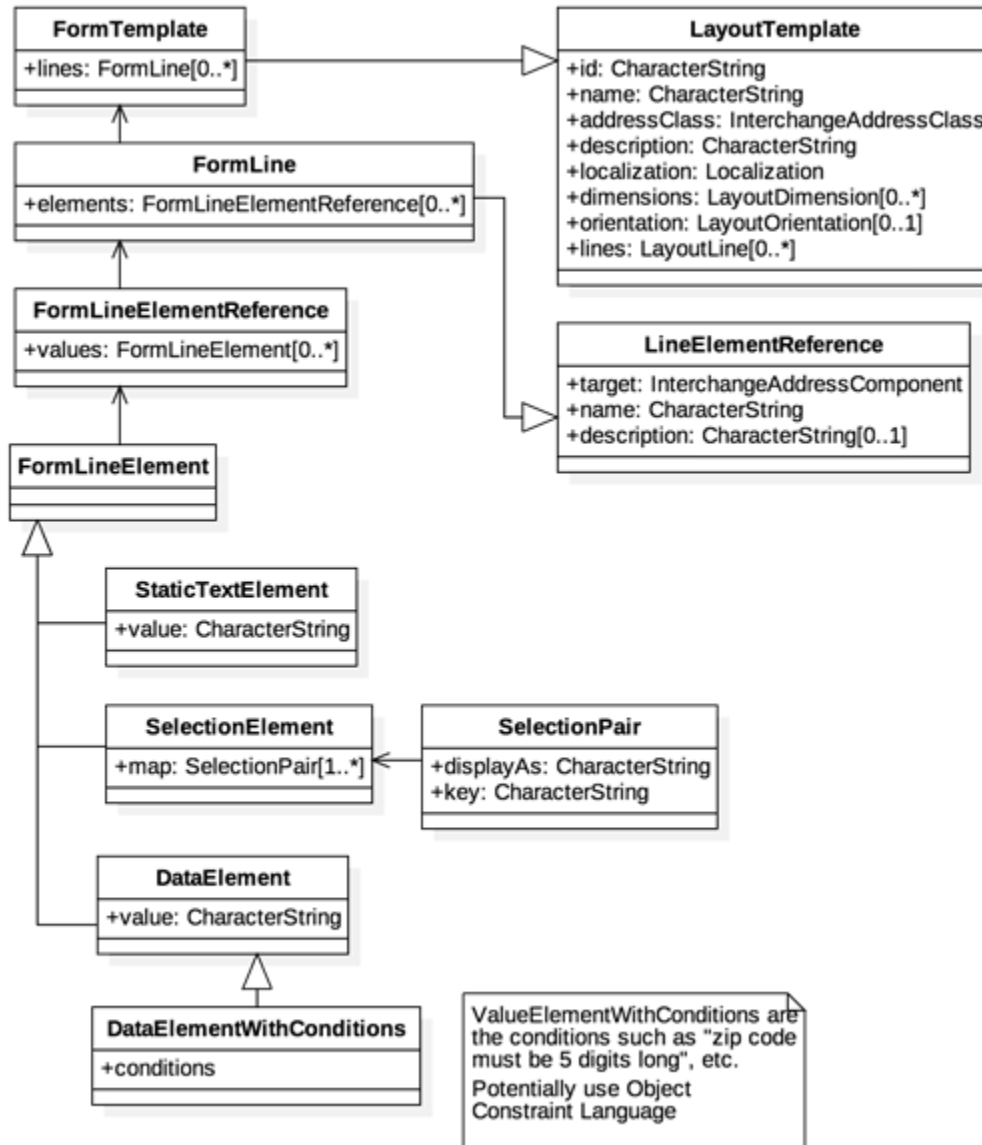 FormTemplate
+lines: FormLine[0..*]
LayoutTemplate
+id: CharacterString
+name: CharacterString
+addressClass: InterchangeAddressClass
+description: CharacterString
+localization: Localization
+dimensions: LayoutDimension[0..*]
+orientation: LayoutOrientation[0..1]
+lines: LayoutLine[0..*]
FormLine
+elements: FormLineElementReference[0..*]
FormLineElementReference
+values: FormLineElement[0..*]
LineElementReference
+target: InterchangeAddressComponent
+name: CharacterString
+description: CharacterString[0..1]
FormLineElement
StaticTextElement
+value: CharacterString
SelectionElement
+map: SelectionPair[1..*]
SelectionPair
+displayAs: CharacterString
+key: CharacterString
DataElement
+value: CharacterString
DataElementWithConditions
+conditions
ValueElementWithConditions are
the conditions such as "zip code
must be 5 digits long", etc.
Potentially use Object
Constraint Language